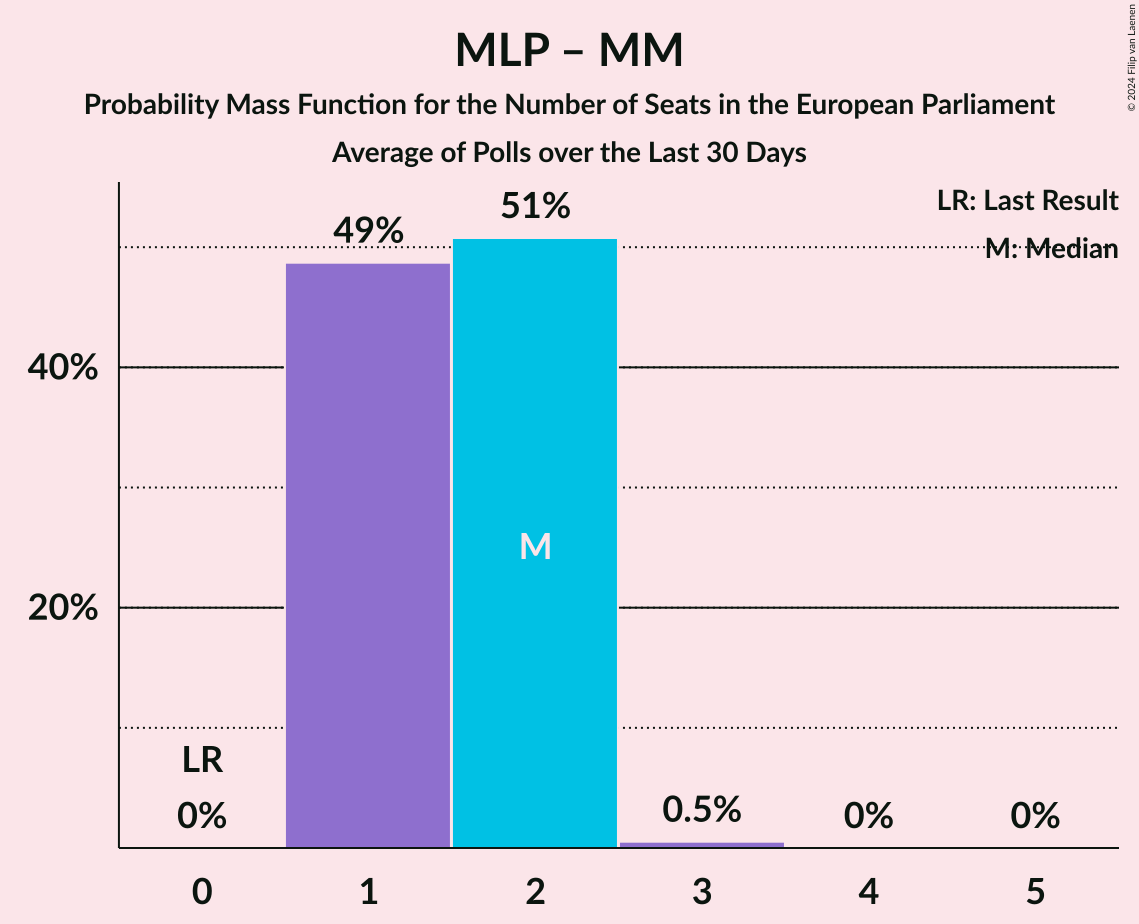 MLP – MM
Probability Mass Function for the Number of Seats in the European Parliament
Average of Polls over the Last 30 Days
© 2024 Filip van Laenen
LR: Last Result
M: Median
49%
51%
40%
20%
M
LR
0%
0.5%
0%
0%
0
1
2
3
4
5